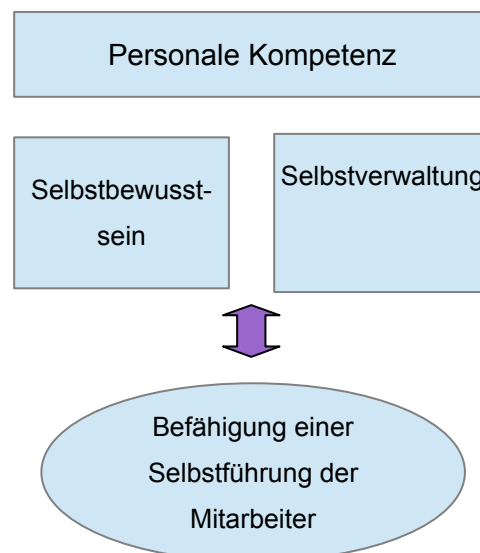 Personale Kompetenz
Selbstbewusst-
sein
Selbstverwaltung
Befähigung einer
Selbstführung der
Mitarbeiter